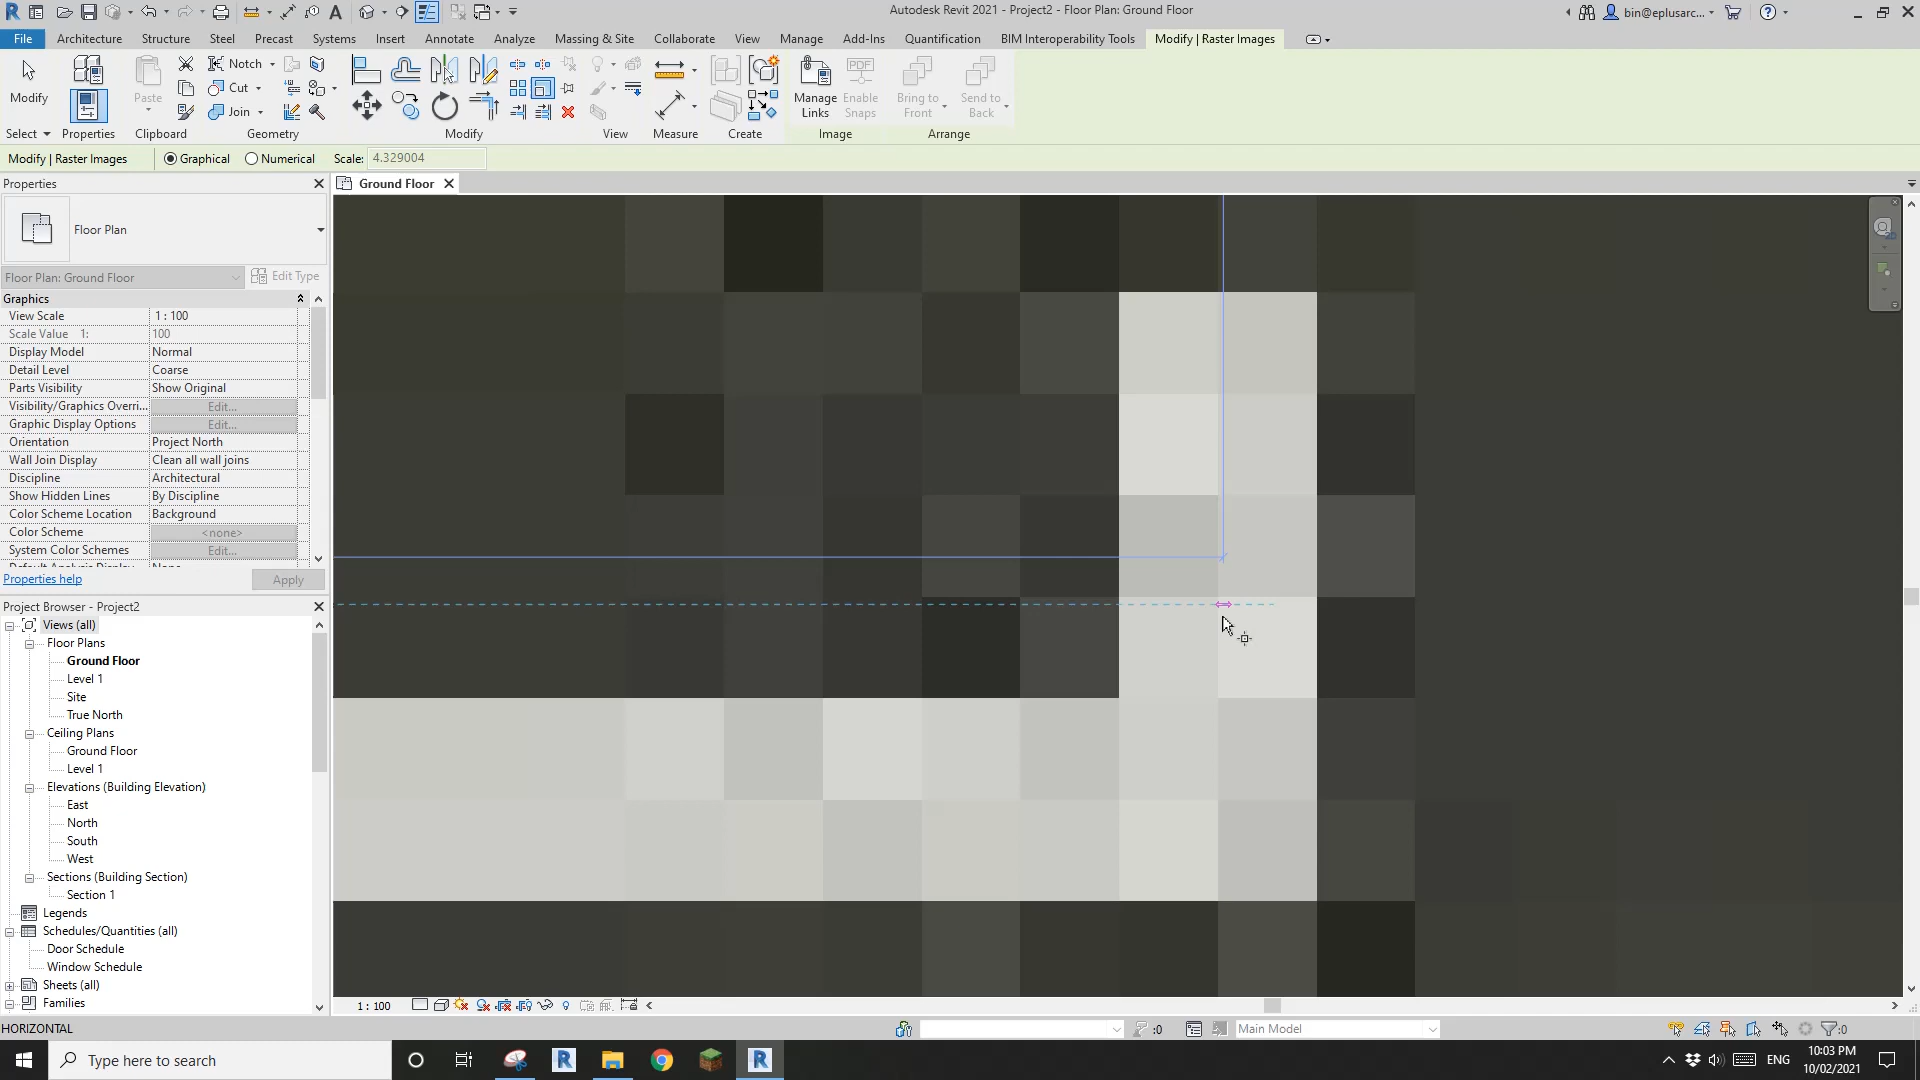 Autodesk Revit 2021 - Project2 - Floor Plan: Ground Floor
bin@eplusarc...
File Architecture Structure Steel Precast Systems Insert Annotate Analyze Massing & Site Collaborate View Manage Add-Ins Quantification BIM Interoperability Tools Modify | Raster Images
Modify
Paste
Notch
Cut
Join
Manage Links
Enable Snaps
Bring to Front
Send to Back
Select Properties Clipboard Geometry Modify View Measure Create Image Arrange
Modify | Raster Images Graphical Numerical Scale: 4.329004
Properties
Ground Floor
Floor Plan
Floor Plan: Ground Floor Edit Type
Graphics
View Scale 1 : 100
Scale Value 1: 100
Display Model Normal
Detail Level Coarse
Parts Visibility Show Original
Visibility/Graphics Overri... Edit...
Graphic Display Options Edit...
Orientation Project North
Wall Join Display Clean all wall joins
Discipline Architectural
Show Hidden Lines By Discipline
Color Scheme Location Background
Color Scheme <none>
System Color Schemes Edit...
Properties help Apply
Project Browser - Project2
Views (all)
Floor Plans
Ground Floor
Level 1
Site
True North
Ceiling Plans
Ground Floor
Level 1
Elevations (Building Elevation)
East
North
South
West
Sections (Building Section)
Section 1
Legends
Schedules/Quantities (all)
Door Schedule
Window Schedule
Sheets (all)
Families
1 : 100
HORIZONTAL
:0
Main Model
:0
Type here to search
ENG
10:03 PM
10/02/2021